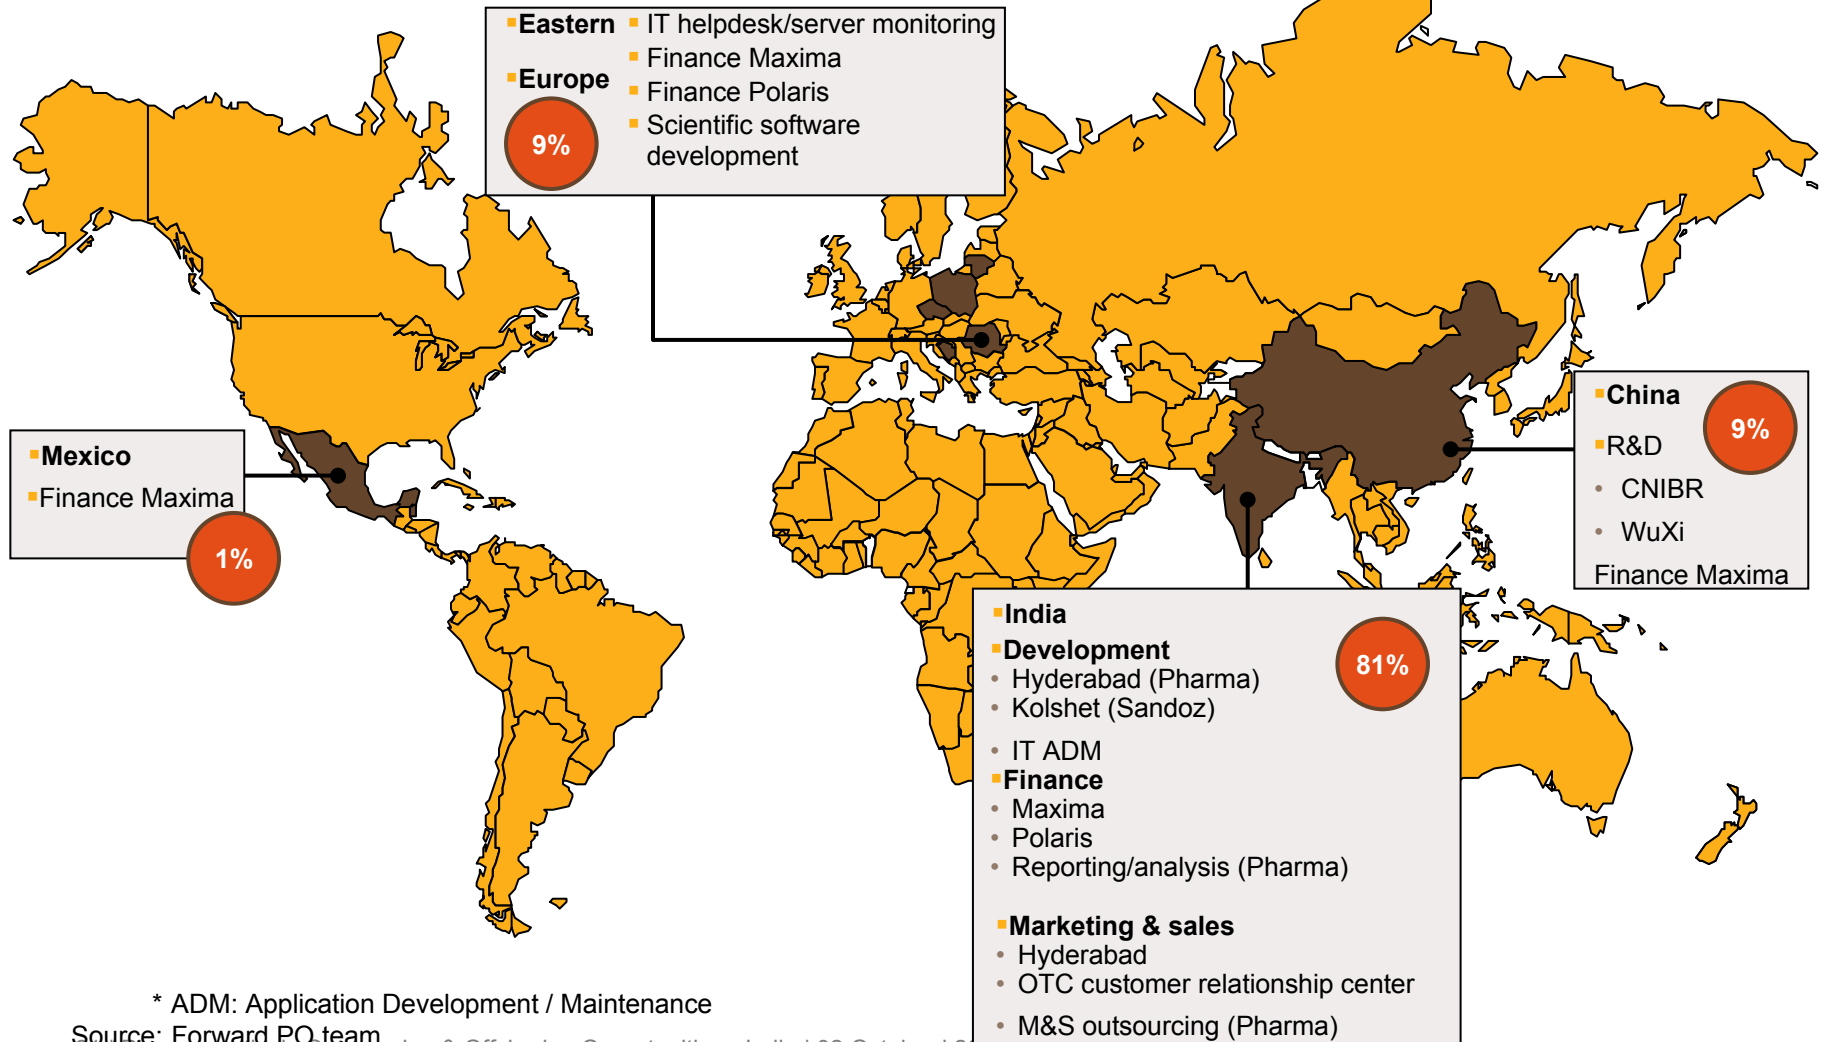 Eastern
Europe
9%
IT helpdesk/server monitoring
Finance Maxima
Finance Polaris
Scientific software
development
Mexico
Finance Maxima
1%
China
9%
R&D
CNIBR
WuXi
Finance Maxima
India
81%
Development
Hyderabad (Pharma)
Kolshet (Sandoz)
IT ADM
Finance
Maxima
Polaris
Reporting/analysis (Pharma)
Marketing & sales
Hyderabad
OTC customer relationship center
M&S outsourcing (Pharma)
* ADM: Application Development / Maintenance
Source: Forward PO team
& Offshoring Opportunities